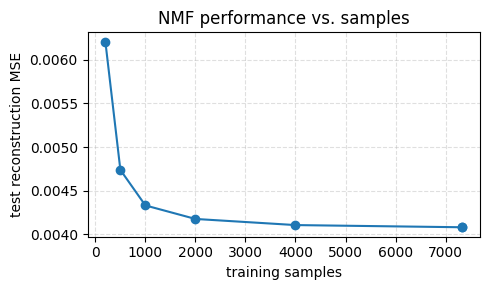 NMF performance vs. samples
test reconstruction MSE
0.0060
0.0055
0.0050
0.0045
0.0040
0 1000 2000 3000 4000 5000 6000 7000
training samples